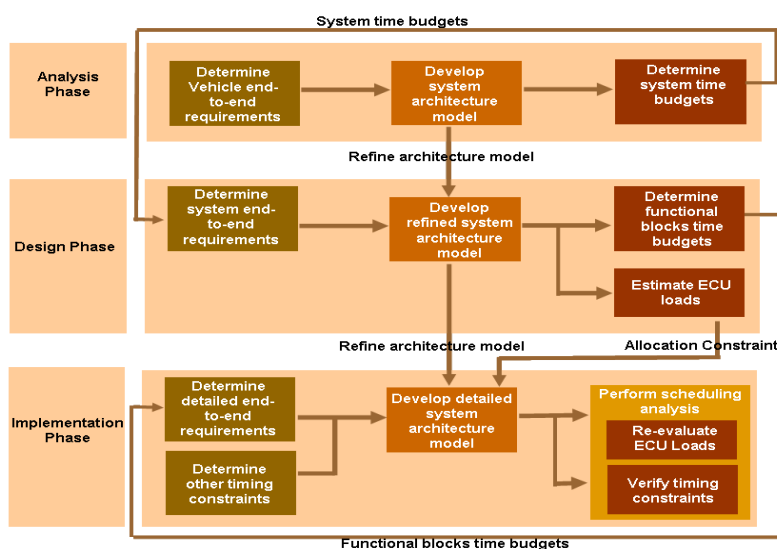 System time budgets
Analysis
Phase
Determine
Vehicle end-
to-end
requirements
Develop
system
architecture
model
Determine
system time
budgets
Refine architecture model
Design Phase
Determine
system end-
to-end
requirements
Develop
refined system
architecture
model
Determine
functional
blocks time
budgets
Estimate ECU
loads
Refine architecture model
Allocation Constraint
Implementation
Phase
Determine
detailed end-
to-end
requirements
Determine
other timing
constraints
Develop detailed
system
architecture
model
Perform scheduling
analysis
Re-evaluate
ECU Loads
Verify timing
constraints
Functional blocks time budgets